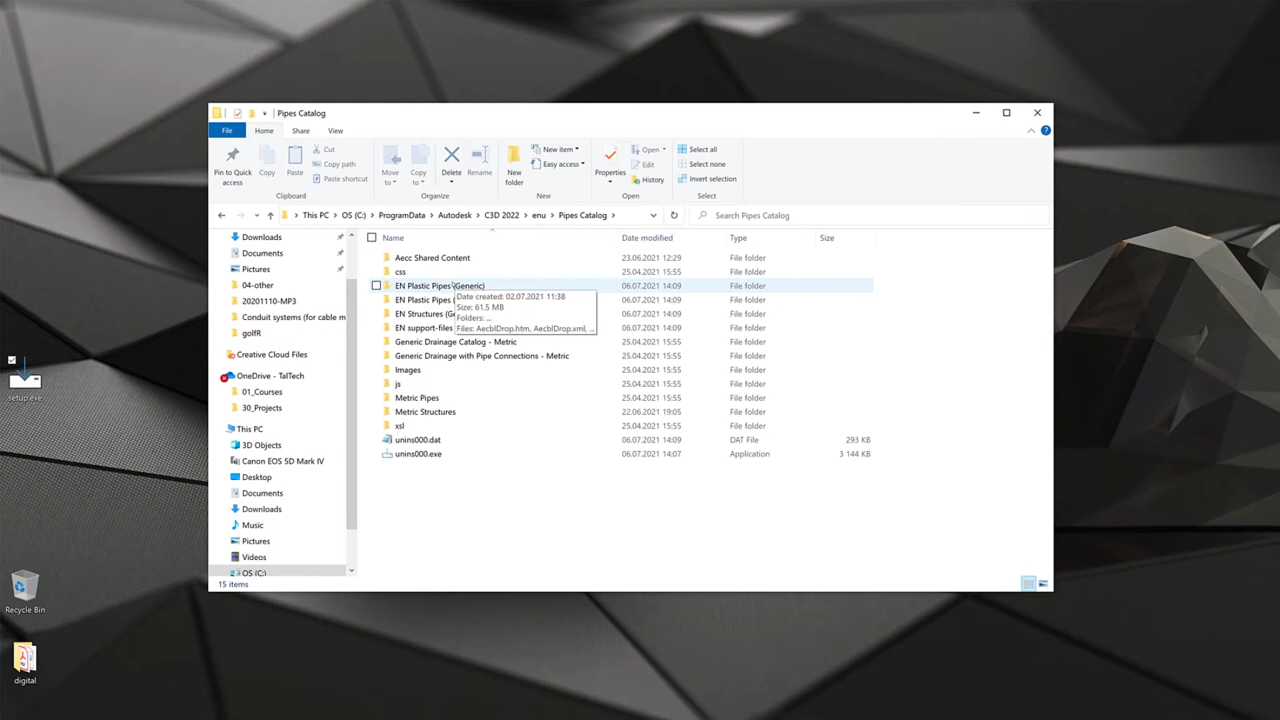 Pipes Catalog
File Home Share View
Pin to Quick access
Copy
Paste
Cut
Copy path
Paste shortcut
Clipboard
Move to
Copy to
Delete
Rename
Organize
New folder
New item
Easy access
New
Properties
Open
Edit
History
Open
Select all
Select none
Invert selection
Select
This PC > OS (C:) > ProgramData > Autodesk > C3D 2022 > enu > Pipes Catalog >
Search Pipes Catalog
Downloads
Documents
Pictures
04-other
20201110-MP3
Conduit systems (for cable m
golfR
Creative Cloud Files
OneDrive - TalTech
01_Courses
30_Projects
This PC
3D Objects
Canon EOS 5D Mark IV
Desktop
Documents
Downloads
Music
Pictures
Videos
OS (C:)
Name Date modified Type Size
Aecc Shared Content 23.06.2021 12:29 File folder
css 25.04.2021 15:55 File folder
EN Plastic Pipes (Generic) 06.07.2021 14:09 File folder
EN Plastic Pipes ( 06.07.2021 14:09 File folder
EN Structures (Ge 06.07.2021 14:09 File folder
EN support-files 06.07.2021 14:09 File folder
Generic Drainage Catalog - Metric 25.04.2021 15:55 File folder
Generic Drainage with Pipe Connections - Metric 25.04.2021 15:55 File folder
Images 25.04.2021 15:55 File folder
js 25.04.2021 15:55 File folder
Metric Pipes 25.04.2021 15:55 File folder
Metric Structures 22.06.2021 19:05 File folder
xsl 25.04.2021 15:55 File folder
unins000.dat 06.07.2021 14:09 DAT File 293 KB
unins000.exe 06.07.2021 14:07 Application 3 144 KB
Date created: 02.07.2021 11:38
Size: 61.5 MB
Folders: ..
Files: AecblDrop.htm, AecblDrop.xml, ...
15 items
setup.exe
Recycle Bin
digital